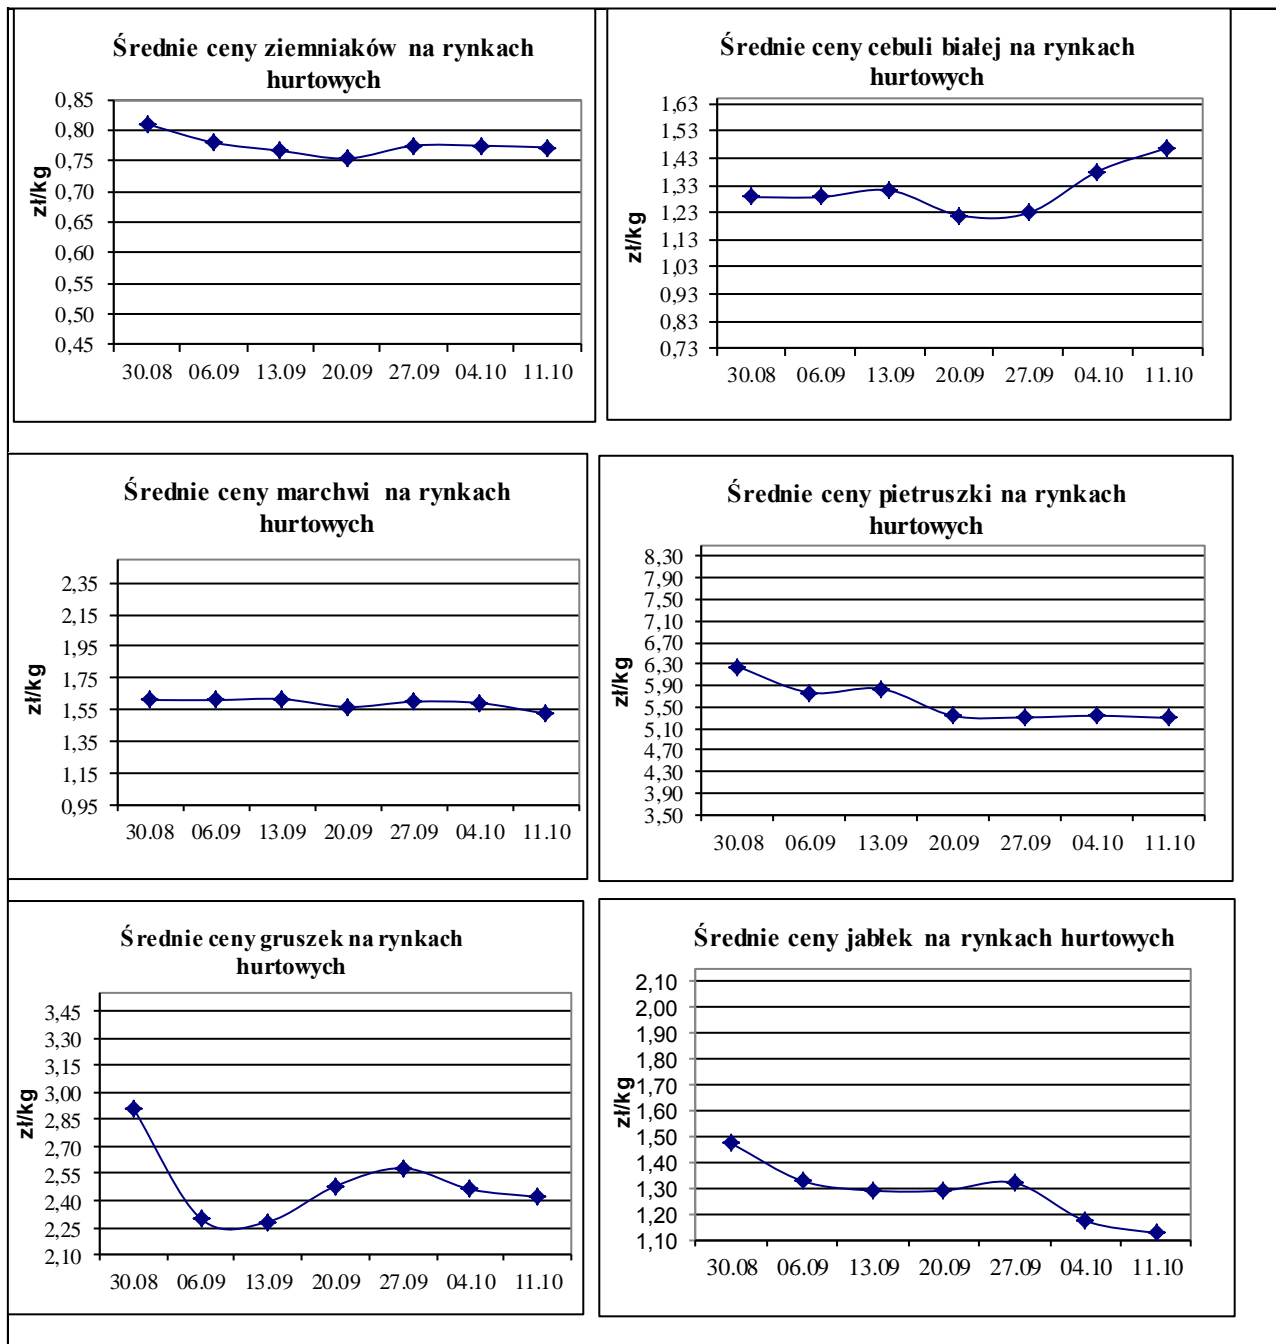 Średnie ceny ziemniaków na rynkach
hurtowych
zł/kg
0,85
0,80
0,75
0,70
0,65
0,60
0,55
0,50
0,45
30.08 06.09 13.09 20.09 27.09 04.10 11.10
Średnie ceny cebuli białej na rynkach
hurtowych
zł/kg
1,63
1,53
1,43
1,33
1,23
1,13
1,03
0,93
0,83
0,73
30.08 06.09 13.09 20.09 27.09 04.10 11.10
Średnie ceny marchwi na rynkach
hurtowych
zł/kg
2,35
2,15
1,95
1,75
1,55
1,35
1,15
0,95
30.08 06.09 13.09 20.09 27.09 04.10 11.10
Średnie ceny pietruszki na rynkach
hurtowych
zł/kg
8,30
7,90
7,50
7,10
6,70
6,30
5,90
5,50
5,10
4,70
4,30
3,90
3,50
30.08 06.09 13.09 20.09 27.09 04.10 11.10
Średnie ceny gruszek na rynkach
hurtowych
zł/kg
3,45
3,30
3,15
3,00
2,85
2,70
2,55
2,40
2,25
2,10
30.08 06.09 13.09 20.09 27.09 04.10 11.10
Średnie ceny jabłek na rynkach hurtowych
zł/kg
2,10
2,00
1,90
1,80
1,70
1,60
1,50
1,40
1,30
1,20
1,10
30.08 06.09 13.09 20.09 27.09 04.10 11.10